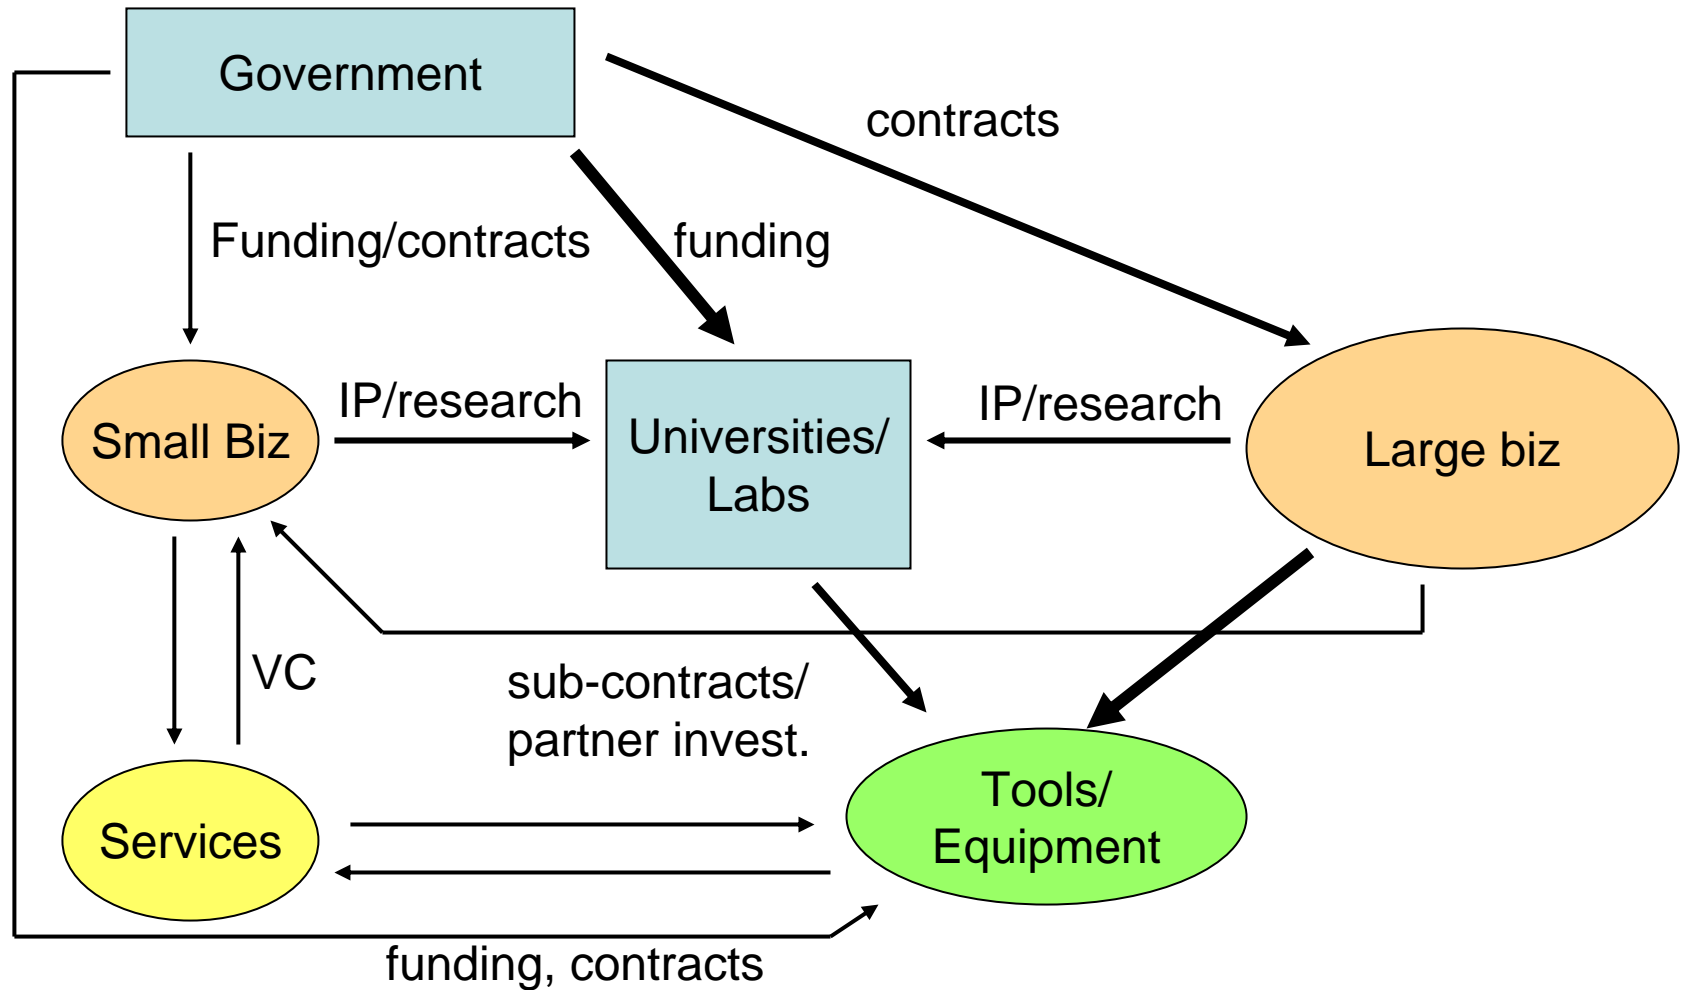 Government
contracts
Funding/contracts
funding
IP/research
IP/research
Small Biz
Universities/
Labs
Large biz
VC
sub-contracts/
partner invest.
Tools/
Equipment
Services
funding, contracts